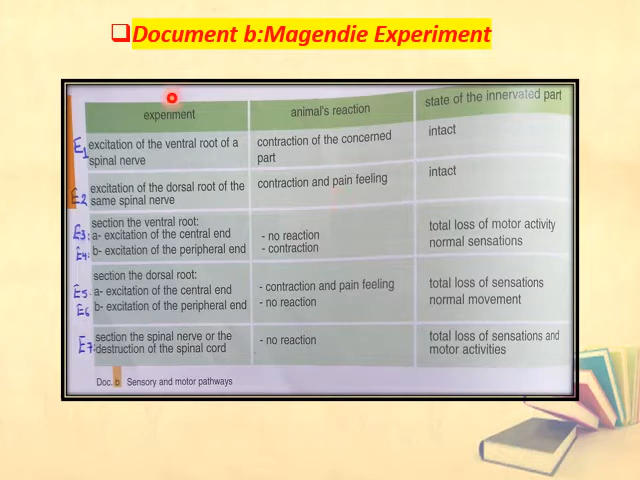 Document b:Magendie Experiment
experiment
animal's reaction
state of the innervated part
E1
excitation of the ventral root of a
spinal nerve
contraction of the concerned
part
intact
E2
excitation of the dorsal root of the
same spinal nerve
contraction and pain feeling
intact
section the ventral root:
E3: a- excitation of the central end
E4: b- excitation of the peripheral end
- no reaction
- contraction
total loss of motor activity
normal sensations
section the dorsal root:
E5 a- excitation of the central end
E6 b- excitation of the peripheral end
- contraction and pain feeling
- no reaction
total loss of sensations
normal movement
E7: section the spinal nerve or the
destruction of the spinal cord
- no reaction
total loss of sensations and
motor activities
Doc. b Sensory and motor pathways